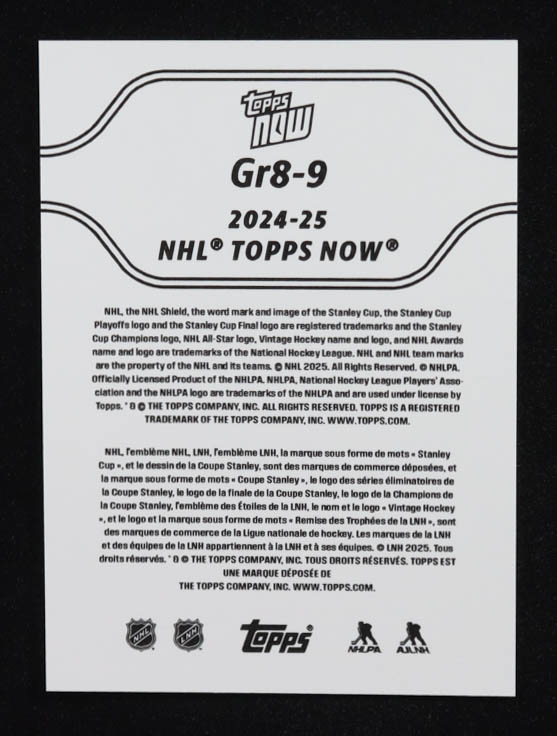 topps
NOW
Gr8-9
2024-25
NHL® TOPPS NOW®
NHL, the NHL Shield, the word mark and image of the Stanley Cup, the Stanley Cup
Playoffs logo and the Stanley Cup Final logo are registered trademarks and the Stanley
Cup Champions logo, NHL All-Star logo, Vintage Hockey name and logo, and NHL Awards
name and logo are trademarks of the National Hockey League. NHL and NHL team marks
are the property of the NHL and its teams. © NHL 2025. All Rights Reserved. © NHLPA.
Officially Licensed Product of the NHLPA. NHLPA, National Hockey League Players' Asso-
ciation and the NHLPA logo are trademarks of the NHLPA and are used under license by
Topps. * ® © THE TOPPS COMPANY, INC. ALL RIGHTS RESERVED. TOPPS IS A REGISTERED
TRADEMARK OF THE TOPPS COMPANY, INC. WWW.TOPPS.COM.
NHL, l'emblème NHL, LNH, l'emblème LNH, la marque sous forme de mots « Stanley
Cup », et le dessin de la Coupe Stanley, sont des marques de commerce déposées, et
la marque sous forme de mots « Coupe Stanley », le logo des séries éliminatoires de
la Coupe Stanley, le logo de la finale de la Coupe Stanley, le logo de la Champions de
la Coupe Stanley, l'emblème des Étoiles de la LNH, le nom et le logo « Vintage Hockey
», et le logo et la marque sous forme de mots « Remise des Trophées de la LNH », sont
des marques de commerce de la Ligue nationale de hockey. Les marques de la LNH
et des équipes de la LNH appartiennent à la LNH et à ses équipes. © LNH 2025. Tous
droits réservés. * ® © THE TOPPS COMPANY, INC. TOUS DROITS RÉSERVÉS. TOPPS EST
UNE MARQUE DÉPOSÉE DE
THE TOPPS COMPANY, INC. WWW.TOPPS.COM.
NHL LNH topps® NHLPA AJLNH